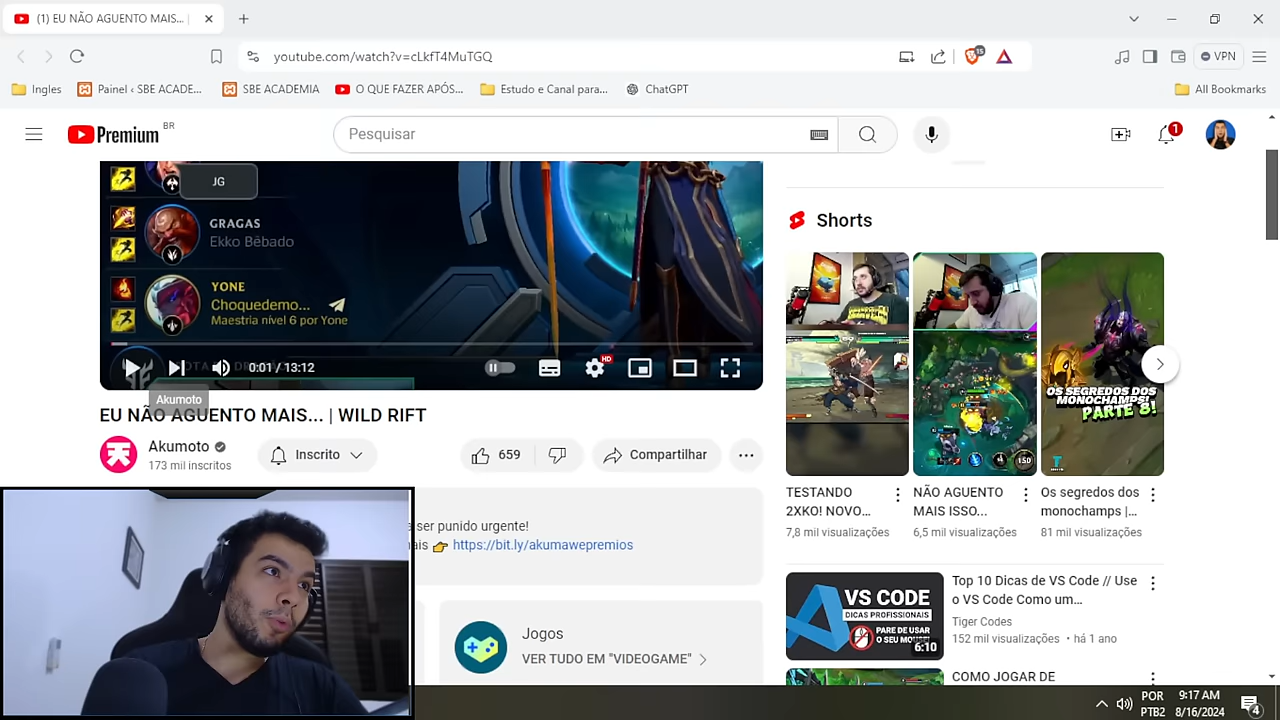 (1) EU NÃO AGUENTO MAIS... |
youtube.com/watch?v=cLkfT4MuTGQ
15
VPN
Ingles
Painel ‹ SBE ACADE...
SBE ACADEMIA
O QUE FAZER APÓS...
Estudo e Canal para...
ChatGPT
All Bookmarks
Premium BR
Pesquisar
1
JG
GRAGAS
Ekko Bêbado
YONE
Choquedemo...
Maestria nível 6 por Yone
0:01 / 13:12
HD
Akumoto
EU NÃO AGUENTO MAIS... | WILD RIFT
Akumoto
173 mil inscritos
Inscrito
659
Compartilhar
ser punido urgente!
ais 👉 https://bit.ly/akumawepremios
Jogos
VER TUDO EM "VIDEOGAME"
Shorts
OS SEGREDOS DOS
MONOCHAMPS!
PARTE 8!
TESTANDO
2XKO! NOVO...
7,8 mil visualizações
NÃO AGUENTO
MAIS ISSO...
6,5 mil visualizações
Os segredos dos
monochamps |...
81 mil visualizações
VS CODE
DICAS PROFISSIONAIS
PARE DE USAR
O SEU MOUSE
6:10
Top 10 Dicas de VS Code // Use
o VS Code Como um...
Tiger Codes
152 mil visualizações • há 1 ano
COMO JOGAR DE
POR
PTB2
9:17 AM
8/16/2024
4